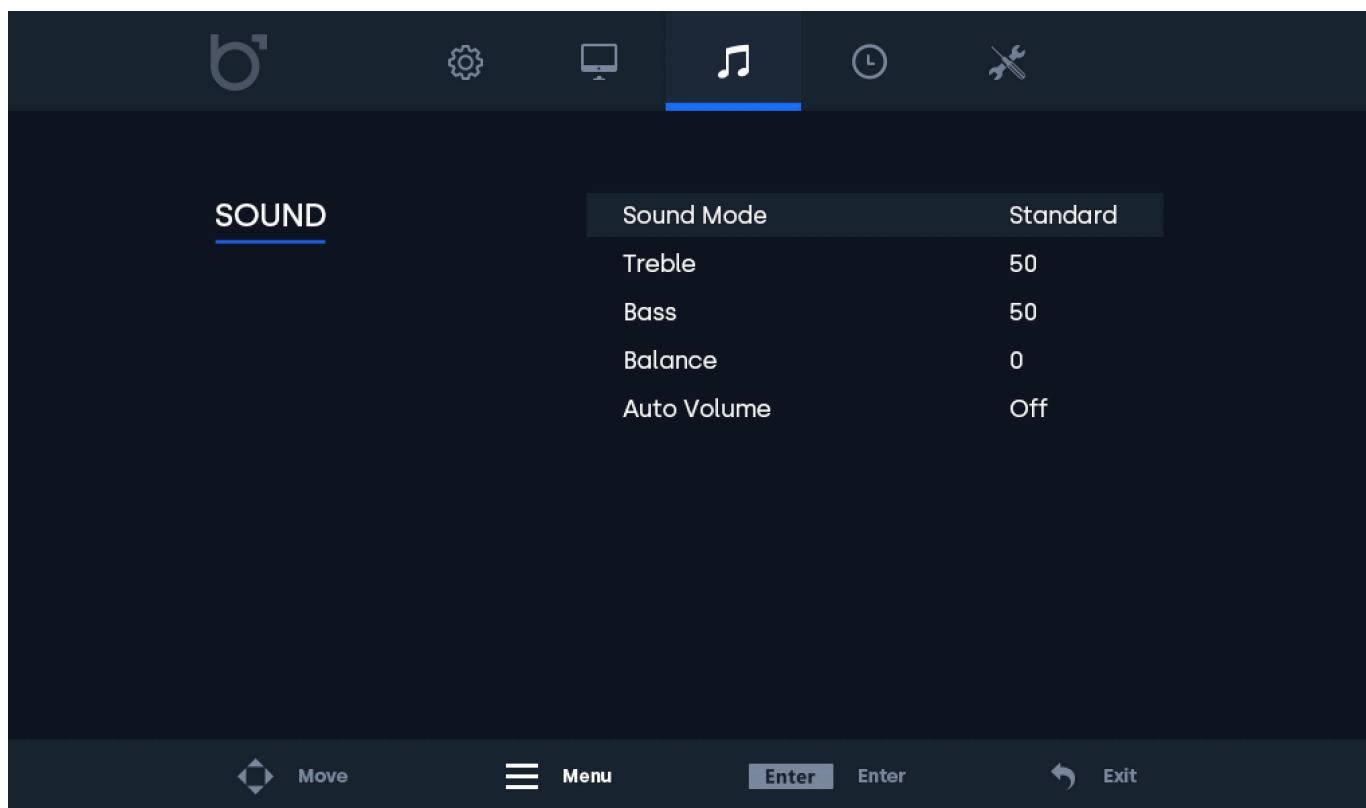 SOUND
Sound Mode Standard
Treble 50
Bass 50
Balance 0
Auto Volume Off
Move Menu Enter Enter Exit